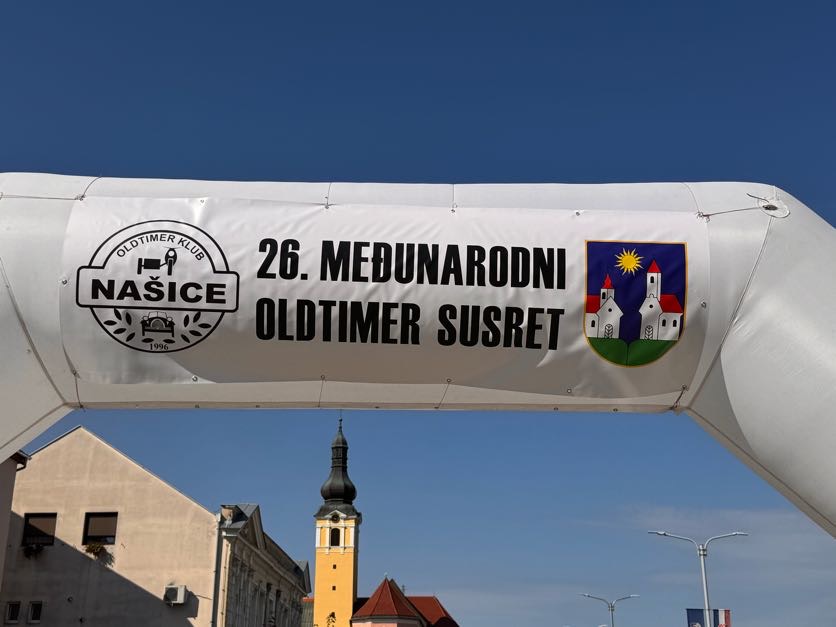 OLDTIMER KLUB
NAŠICE
1996
26. MEĐUNARODNI
OLDTIMER SUSRET